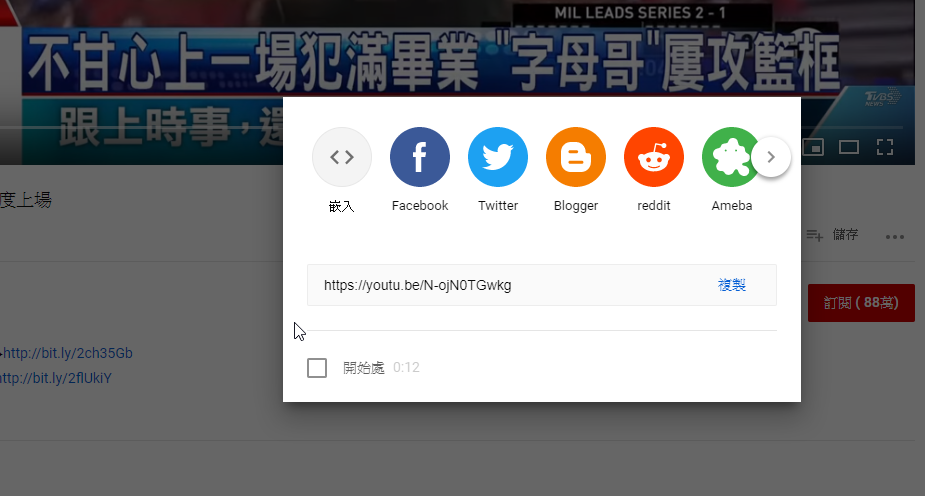 MIL LEADS SERIES 2 - 1
不甘心上一場犯滿畢業 "字母哥"屢攻籃框
TVBS
NEWS
跟上時事，還
嵌入
Facebook
Twitter
Blogger
reddit
Ameba
度上場
儲存
https://youtu.be/N-ojN0TGwkg
複製
訂閱 ( 88萬)
http://bit.ly/2ch35Gb
開始處 0:12
http://bit.ly/2flUkiY